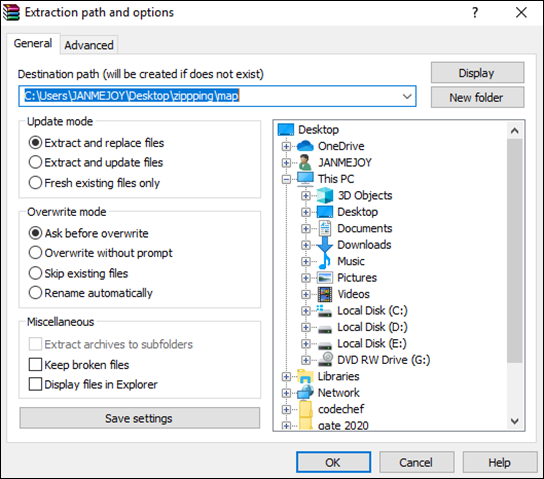 Extraction path and options
General
Advanced
Destination path (will be created if does not exist)
C:\Users\JANMEJOY\Desktop\zippping\map
Display
New folder
Update mode
Extract and replace files
Extract and update files
Fresh existing files only
Overwrite mode
Ask before overwrite
Overwrite without prompt
Skip existing files
Rename automatically
Miscellaneous
Extract archives to subfolders
Keep broken files
Display files in Explorer
Save settings
Desktop
OneDrive
JANMEJOY
This PC
3D Objects
Desktop
Documents
Downloads
Music
Pictures
Videos
Local Disk (C:)
Local Disk (D:)
Local Disk (E:)
DVD RW Drive (G:)
Libraries
Network
codechef
gate 2020
OK
Cancel
Help